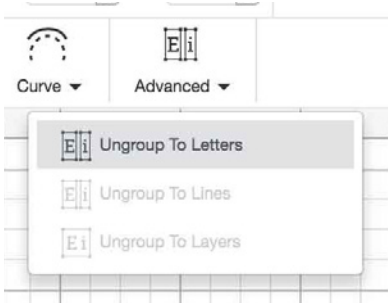 Curve Advanced
Ungroup To Letters
Ungroup To Lines
Ungroup To Layers